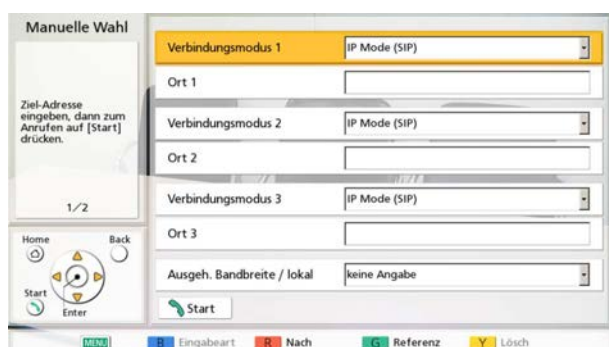 Manuelle Wahl
Ziel-Adresse
eingeben, dann zum
Anrufen auf [Start]
drücken.
1/2
Home
Back
Start
Enter
Verbindungsmodus 1
IP Mode (SIP)
Ort 1
Verbindungsmodus 2
IP Mode (SIP)
Ort 2
Verbindungsmodus 3
IP Mode (SIP)
Ort 3
Ausgeh. Bandbreite / lokal
keine Angabe
Start
MENU
B Eingabeart
R Nach
G Referenz
Y Lösch